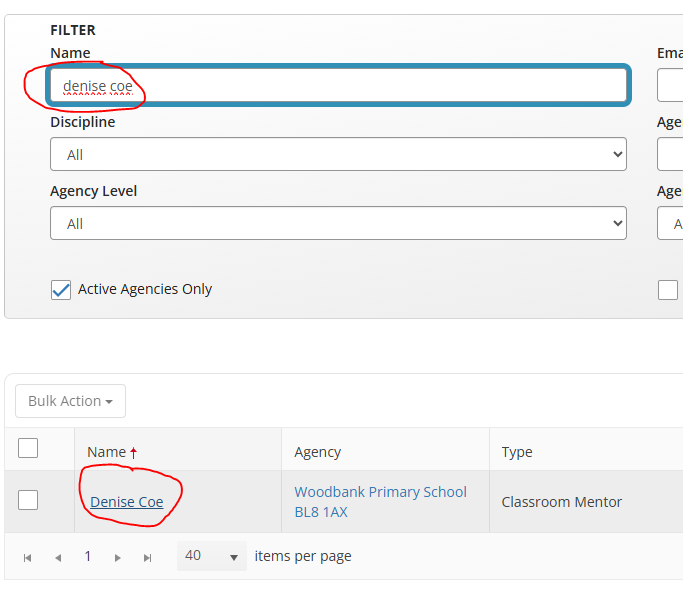 FILTER
Name Ema
denise coe
Discipline Age
All
Agency Level Age
All A
Active Agencies Only
Bulk Action
Name Agency Type
Denise Coe Woodbank Primary School Classroom Mentor
BL8 1AX
1 40 items per page